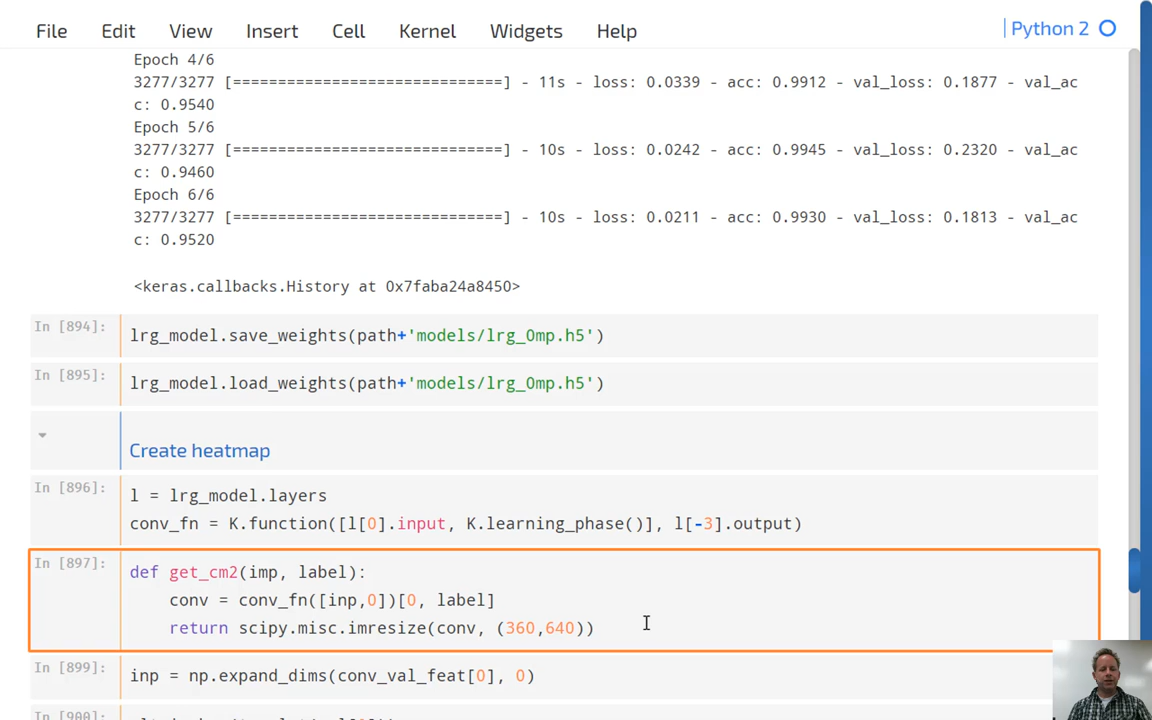 File Edit View Insert Cell Kernel Widgets Help Python 2
Epoch 4/6
3277/3277 [==============================] - 11s - loss: 0.0339 - acc: 0.9912 - val_loss: 0.1877 - val_ac
c: 0.9540
Epoch 5/6
3277/3277 [==============================] - 10s - loss: 0.0242 - acc: 0.9945 - val_loss: 0.2320 - val_ac
c: 0.9460
Epoch 6/6
3277/3277 [==============================] - 10s - loss: 0.0211 - acc: 0.9930 - val_loss: 0.1813 - val_ac
c: 0.9520
<keras.callbacks.History at 0x7faba24a8450>
In [894]: lrg_model.save_weights(path+'models/lrg_0mp.h5')
In [895]: lrg_model.load_weights(path+'models/lrg_0mp.h5')
Create heatmap
In [896]: l = lrg_model.layers
conv_fn = K.function([l[0].input, K.learning_phase()], l[-3].output)
In [897]: def get_cm2(imp, label):
conv = conv_fn([inp,0])[0, label]
return scipy.misc.imresize(conv, (360,640))
In [899]: inp = np.expand_dims(conv_val_feat[0], 0)
In [900]: